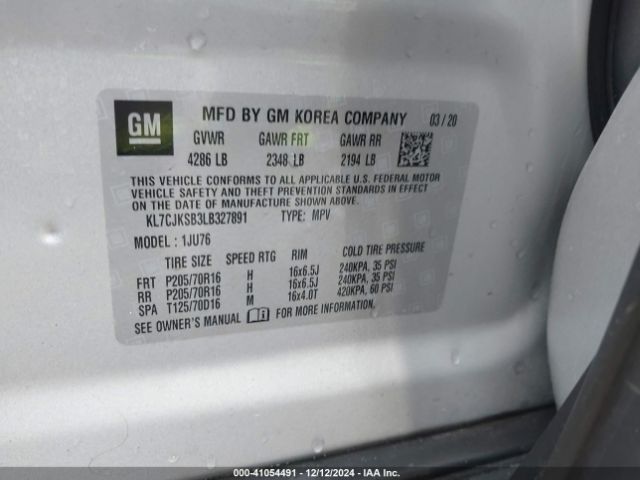 GM
MFD BY GM KOREA COMPANY 03/20
GVWR GAWR FRT GAWR RR
4286 LB 2348 LB 2194 LB
THIS VEHICLE CONFORMS TO ALL APPLICABLE U.S. FEDERAL MOTOR
VEHICLE SAFETY AND THEFT PREVENTION STANDARDS IN EFFECT
ON THE DATE OF MANUFACTURE SHOWN ABOVE.
KL7CJKSB3LB327891 TYPE: MPV
MODEL : 1JU76
TIRE SIZE SPEED RTG RIM COLD TIRE PRESSURE
FRT P205/70R16 H 16x6.5J 240KPA, 35 PSI
RR P205/70R16 H 16x6.5J 240KPA, 35 PSI
SPA T125/70D16 M 16x4.0T 420KPA, 60 PSI
SEE OWNER'S MANUAL FOR MORE INFORMATION.
000-41054491 - 12/12/2024 - IAA Inc.